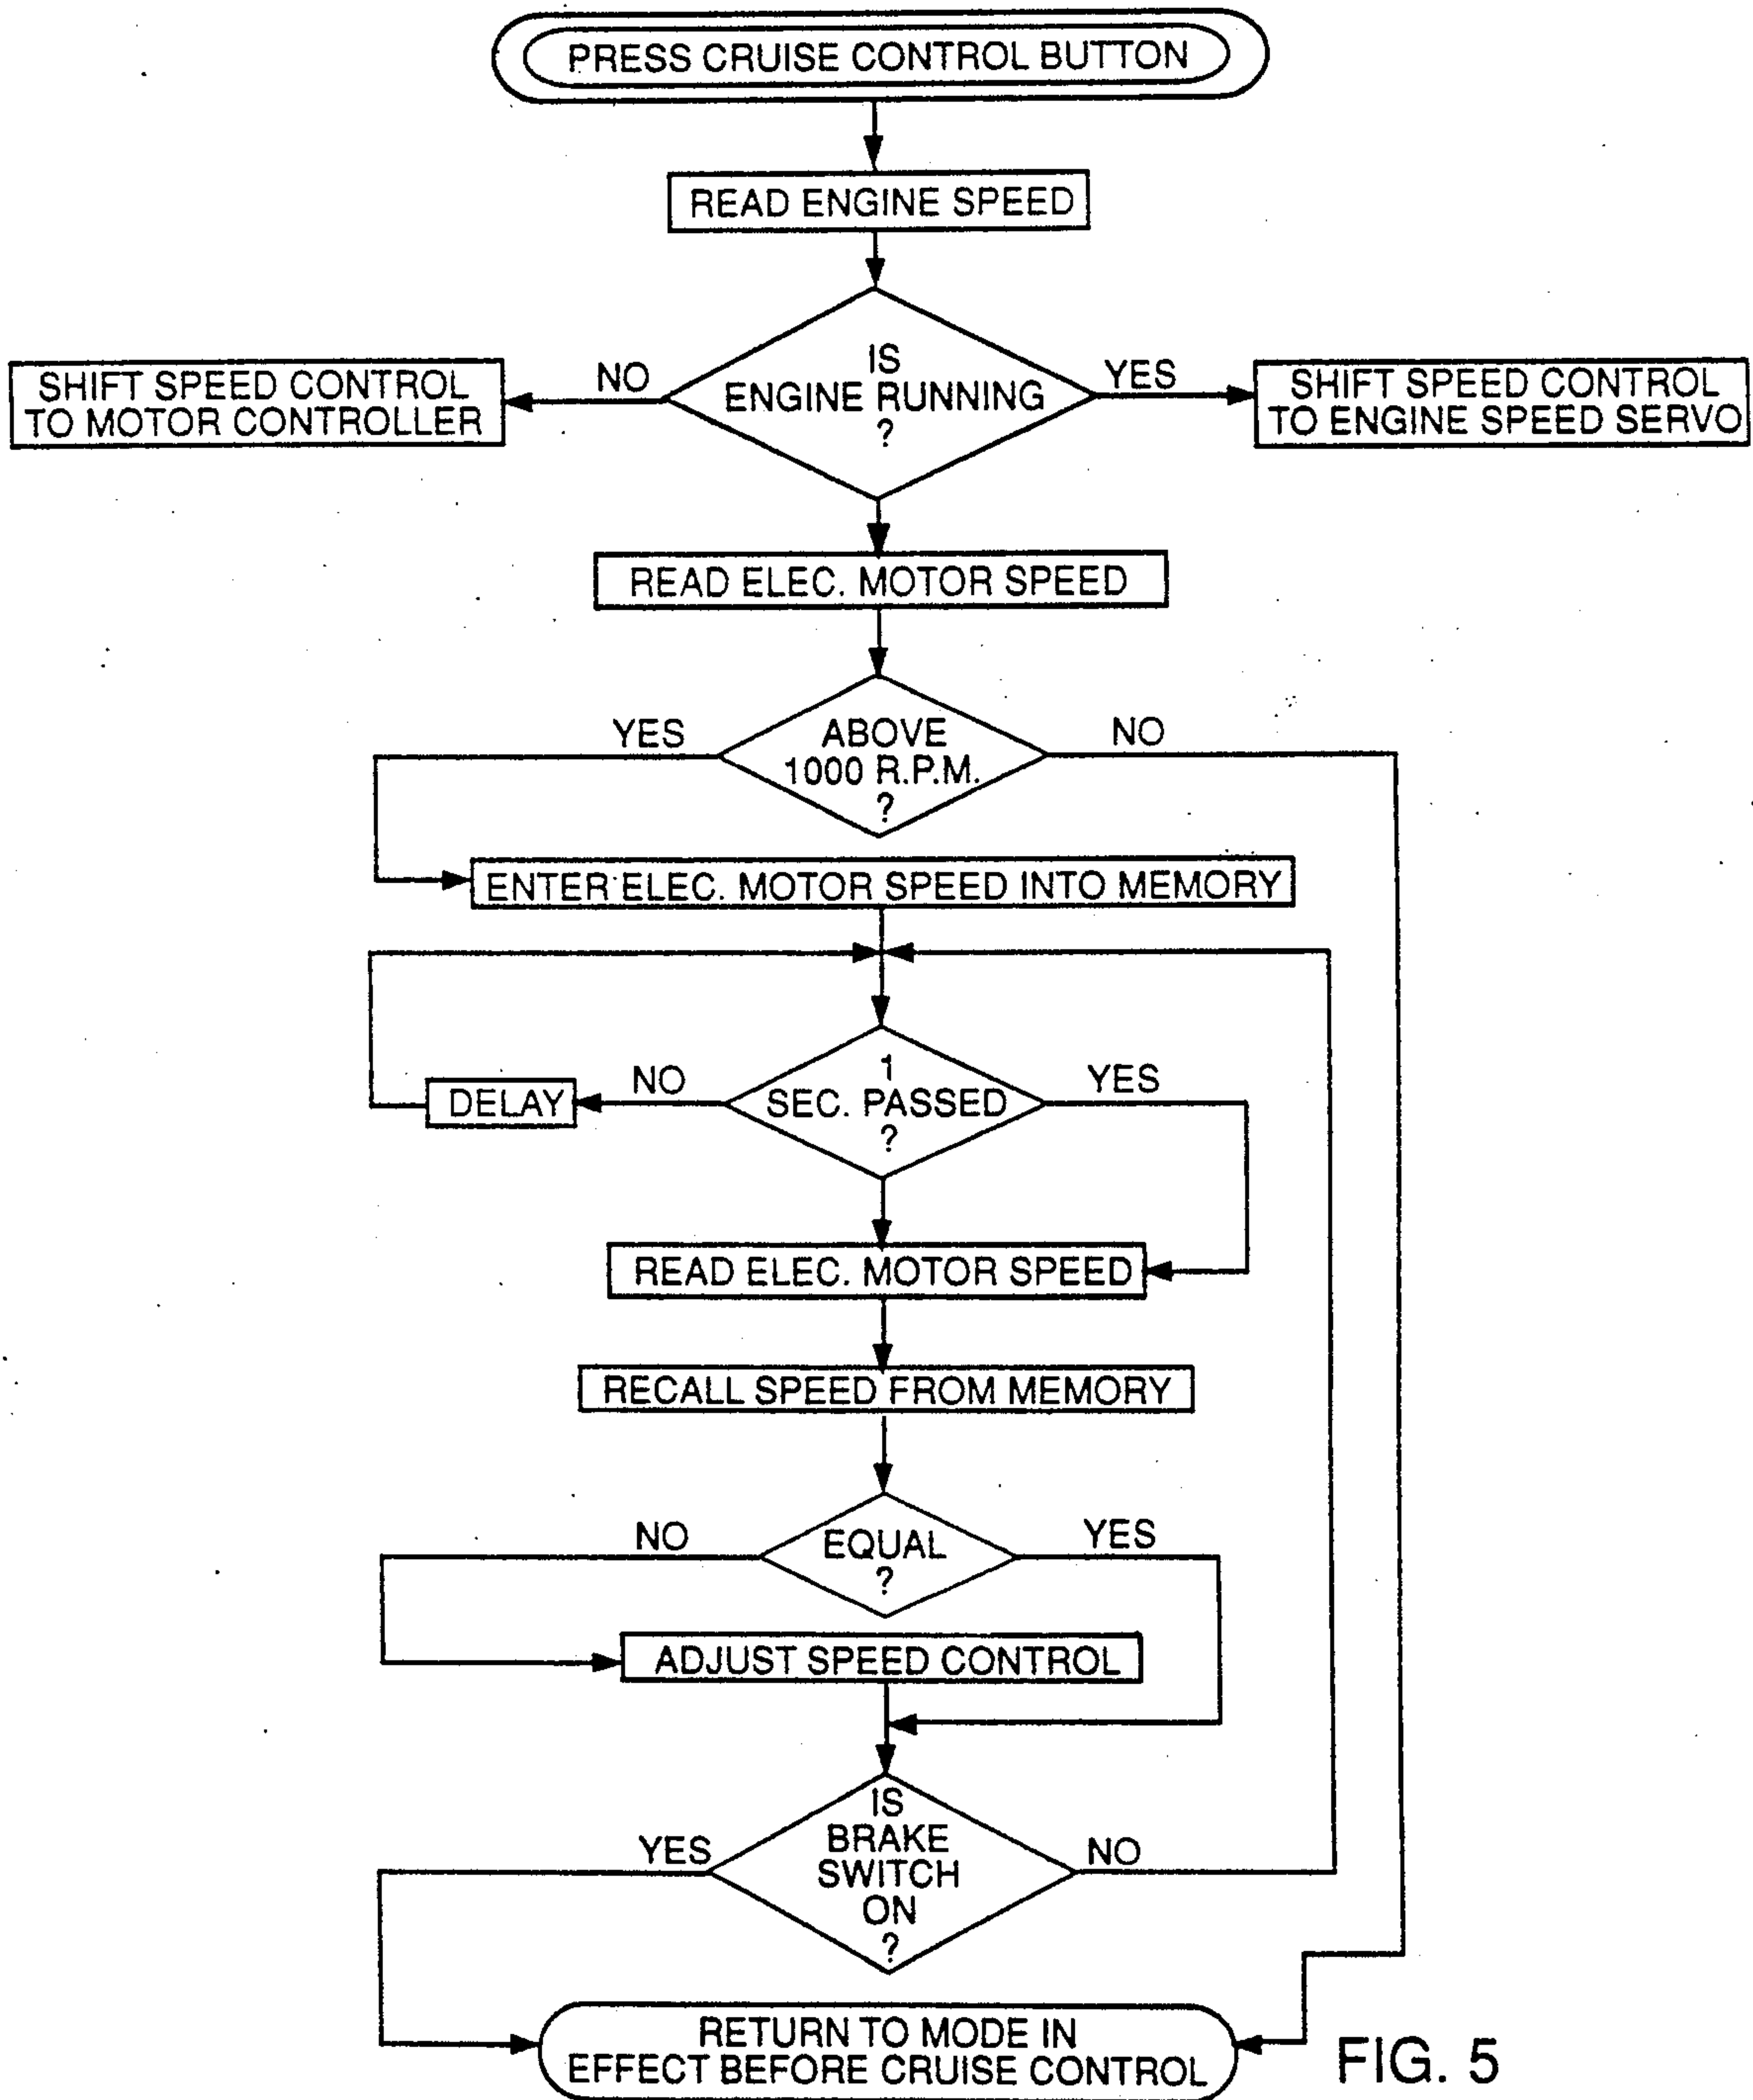 PRESS CRUISE CONTROL BUTTON
READ ENGINE SPEED
IS
ENGINE RUNNING
?
NO
YES
SHIFT SPEED CONTROL
TO MOTOR CONTROLLER
SHIFT SPEED CONTROL
TO ENGINE SPEED SERVO
READ ELEC. MOTOR SPEED
YES
ABOVE
1000 R.P.M.
?
NO
ENTER ELEC. MOTOR SPEED INTO MEMORY
DELAY
NO
1
SEC. PASSED
?
YES
READ ELEC. MOTOR SPEED
RECALL SPEED FROM MEMORY
NO
EQUAL
?
YES
ADJUST SPEED CONTROL
YES
IS
BRAKE
SWITCH
ON
?
NO
RETURN TO MODE IN
EFFECT BEFORE CRUISE CONTROL
FIG. 5